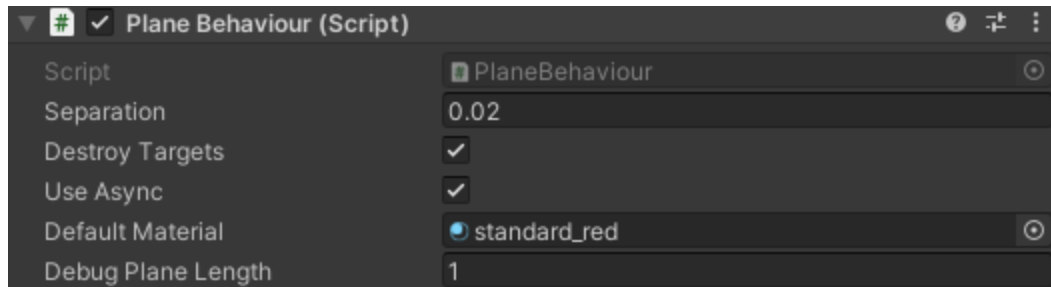 Plane Behaviour (Script)
Script PlaneBehaviour
Separation 0.02
Destroy Targets
Use Async
Default Material standard_red
Debug Plane Length 1